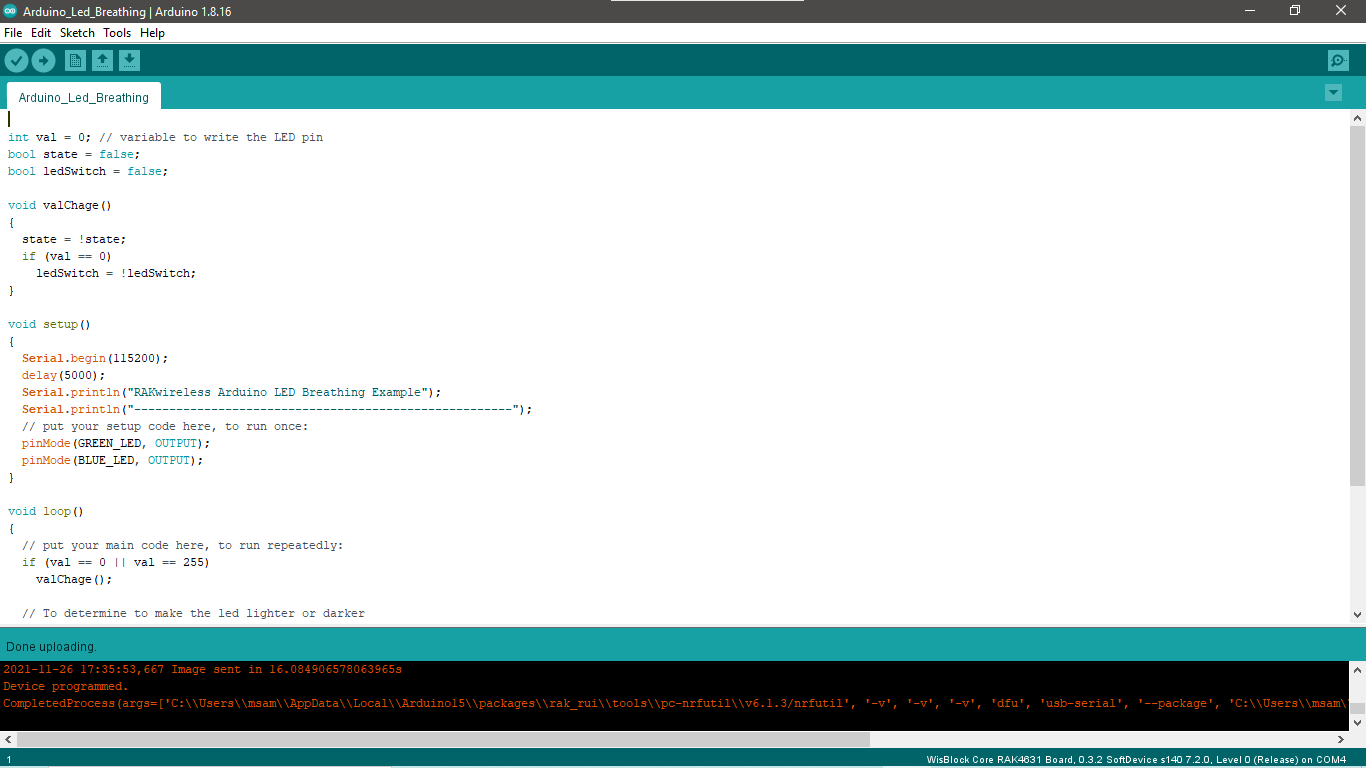 Arduino_Led_Breathing | Arduino 1.8.16
File Edit Sketch Tools Help
Arduino_Led_Breathing
int val = 0; // variable to write the LED pin
bool state = false;
bool ledSwitch = false;
void valChage()
{
state = !state;
if (val == 0)
ledSwitch = !ledSwitch;
}
void setup()
{
Serial.begin(115200);
delay(5000);
Serial.println("RAKwireless Arduino LED Breathing Example");
Serial.println("------------------------------------------------------");
// put your setup code here, to run once:
pinMode(GREEN_LED, OUTPUT);
pinMode(BLUE_LED, OUTPUT);
}
void loop()
{
// put your main code here, to run repeatedly:
if (val == 0 || val == 255)
valChage();
// To determine to make the led lighter or darker
Done uploading.
2021-11-26 17:35:53,667 Image sent in 16.084906578063965s
Device programmed.
CompletedProcess(args=['C:\\Users\\msam\\AppData\\Local\\Arduino15\\packages\\rak_rui\\tools\\pc-nrfutil\\v6.1.3/nrfutil', '-v', '-v', '-v', 'dfu', 'usb-serial', '--package', 'C:\\Users\\msam\
1
WisBlock Core RAK4631 Board, 0.3.2 SoftDevice s140 7.2.0, Level 0 (Release) on COM4